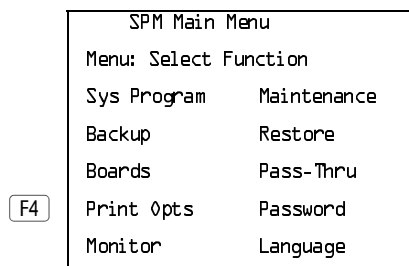 SPM Main Menu
Menu: Select Function
Sys Program Maintenance
Backup Restore
Boards Pass-Thru
F4 Print Opts Password
Monitor Language